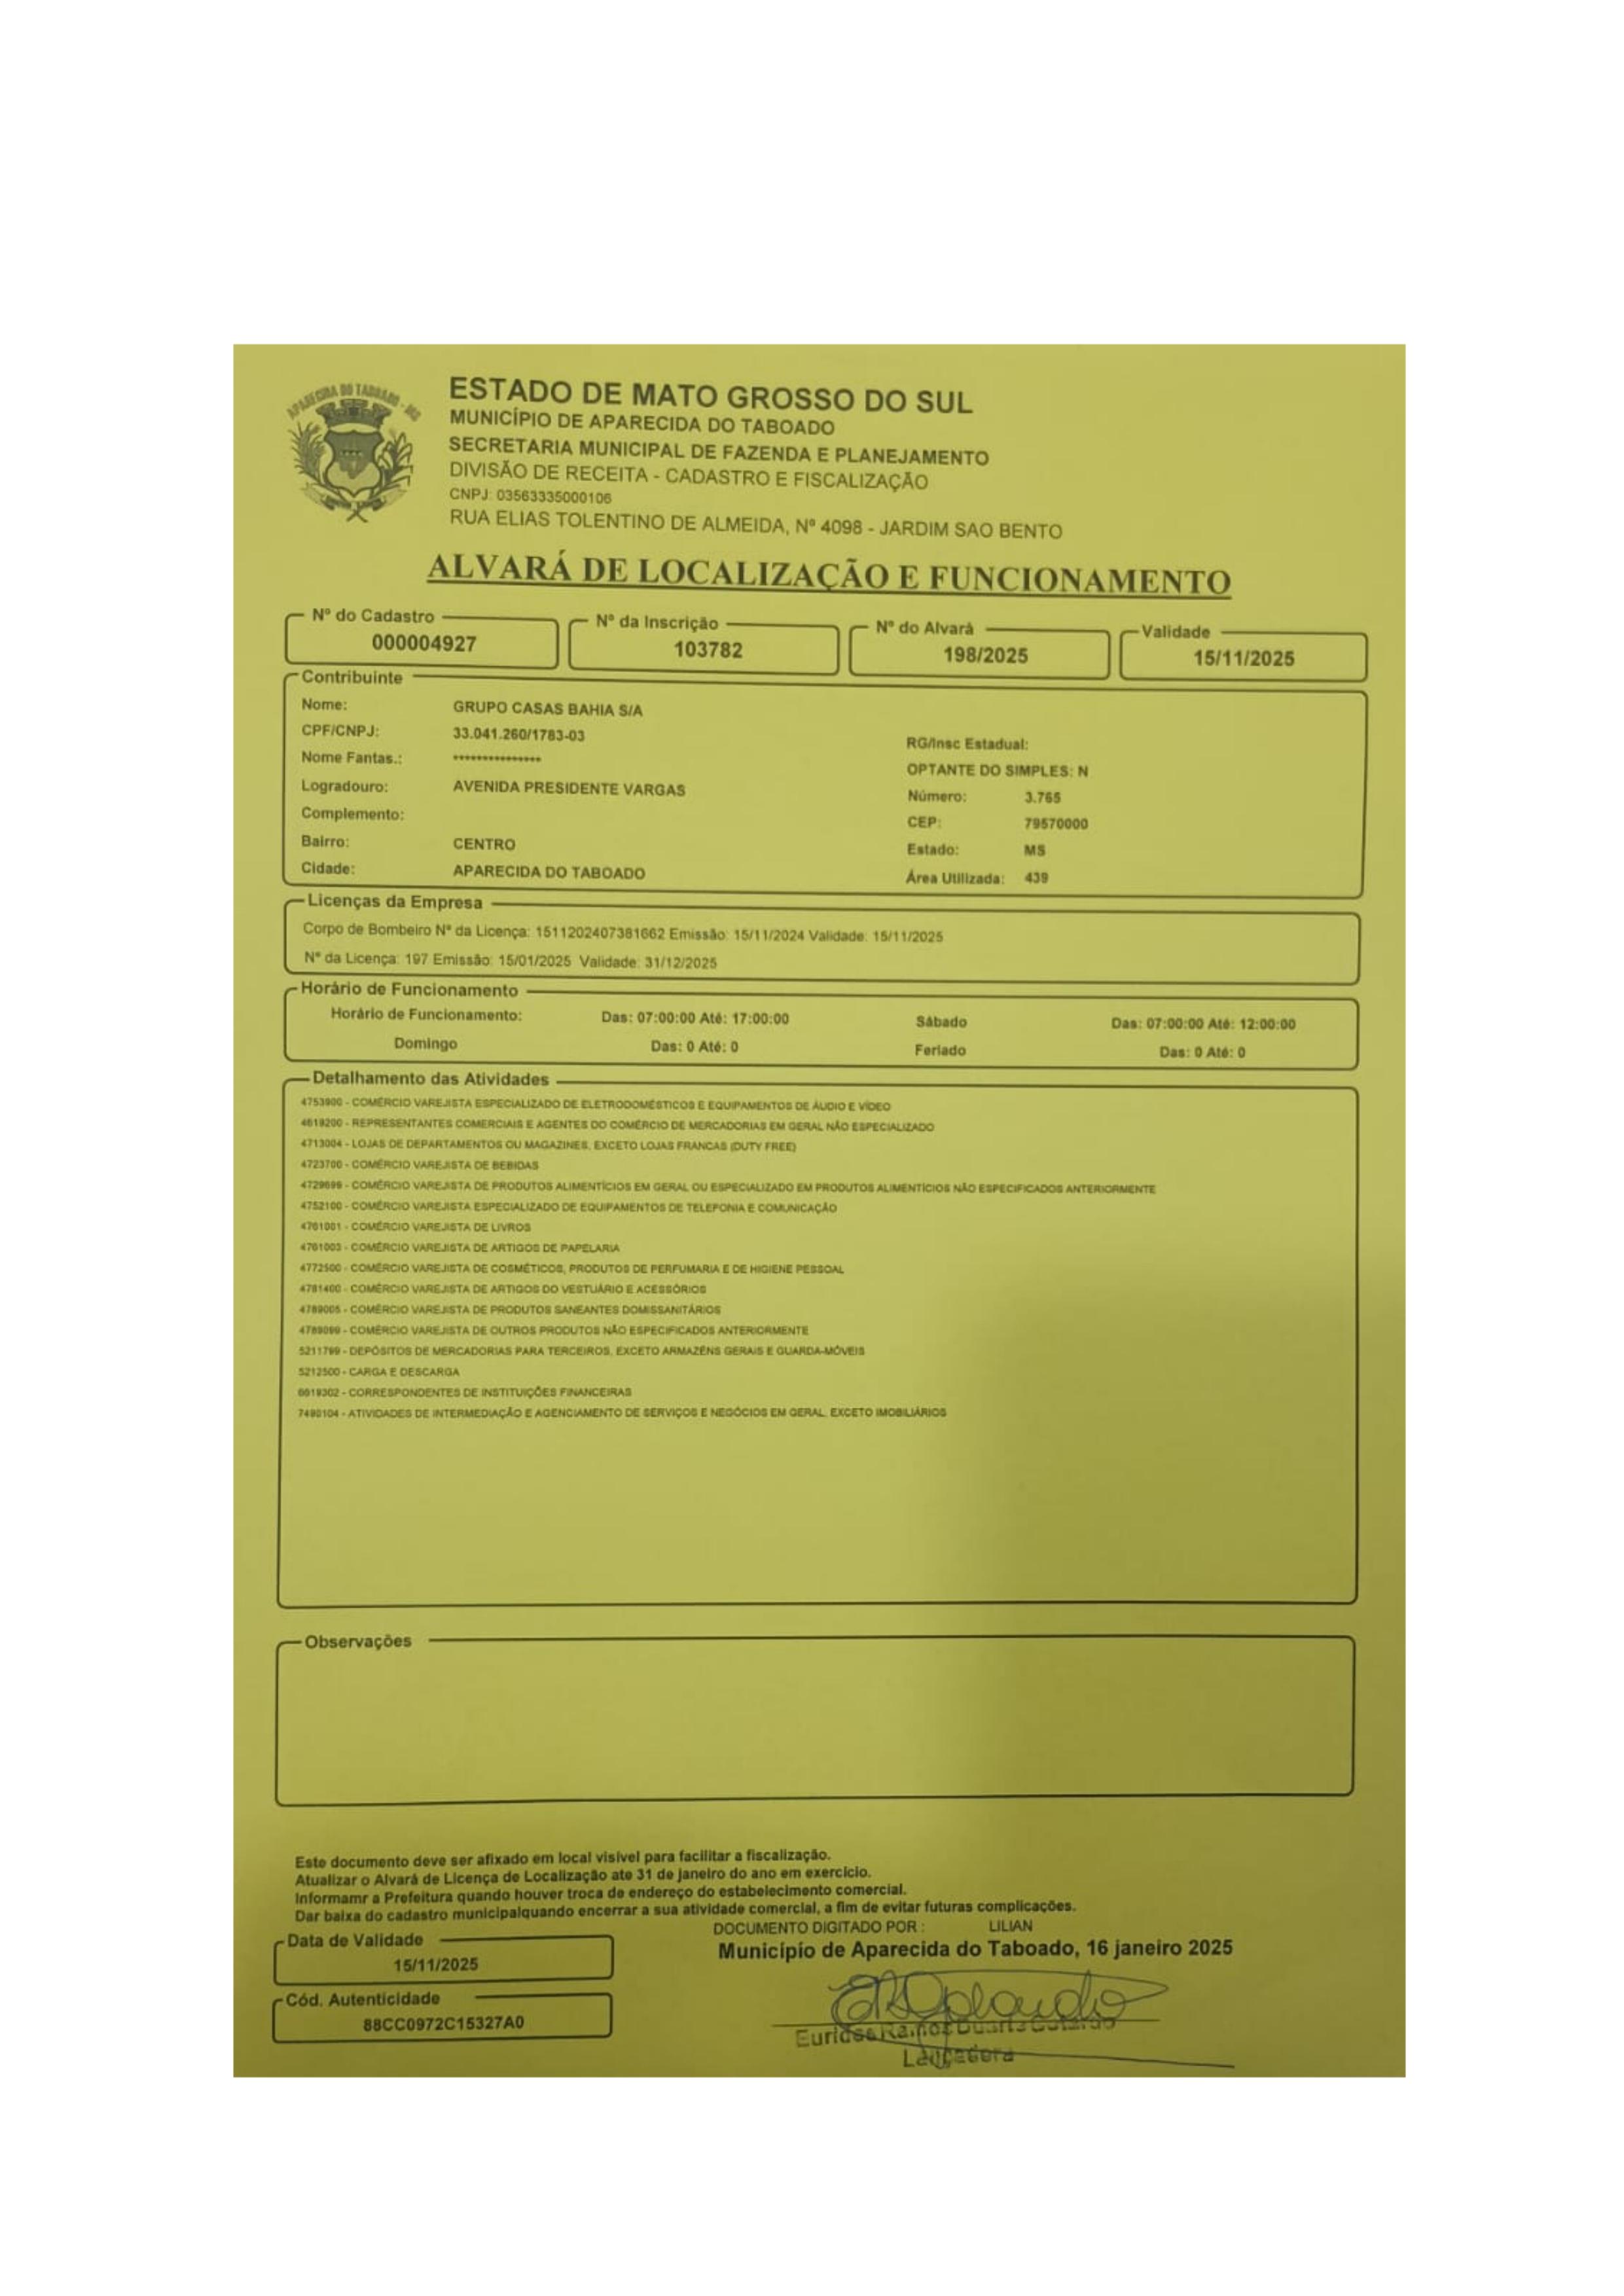 APARECIDA DO TABOADO - MS
ESTADO DE MATO GROSSO DO SUL
MUNICÍPIO DE APARECIDA DO TABOADO
SECRETARIA MUNICIPAL DE FAZENDA E PLANEJAMENTO
DIVISÃO DE RECEITA - CADASTRO E FISCALIZAÇÃO
CNPJ: 03563335000106
RUA ELIAS TOLENTINO DE ALMEIDA, Nº 4098 - JARDIM SAO BENTO
ALVARÁ DE LOCALIZAÇÃO E FUNCIONAMENTO
Nº do Cadastro Nº da Inscrição Nº do Alvará Validade
000004927 103782 198/2025 15/11/2025
Contribuinte
Nome: GRUPO CASAS BAHIA S/A
CPF/CNPJ: 33.041.260/1783-03 RG/Insc Estadual:
Nome Fantas.: *************** OPTANTE DO SIMPLES: N
Logradouro: AVENIDA PRESIDENTE VARGAS Número: 3.765
Complemento: CEP: 79570000
Bairro: CENTRO Estado: MS
Cidade: APARECIDA DO TABOADO Área Utilizada: 439
Licenças da Empresa
Corpo de Bombeiro Nº da Licença: 1511202407381662 Emissão: 15/11/2024 Validade: 15/11/2025
Nº da Licença: 197 Emissão: 15/01/2025 Validade: 31/12/2025
Horário de Funcionamento
Horário de Funcionamento: Das: 07:00:00 Até: 17:00:00 Sábado Das: 07:00:00 Até: 12:00:00
Domingo Das: 0 Até: 0 Feriado Das: 0 Até: 0
Detalhamento das Atividades
4753900 - COMÉRCIO VAREJISTA ESPECIALIZADO DE ELETRODOMÉSTICOS E EQUIPAMENTOS DE ÁUDIO E VÍDEO
4619200 - REPRESENTANTES COMERCIAIS E AGENTES DO COMÉRCIO DE MERCADORIAS EM GERAL NÃO ESPECIALIZADO
4713004 - LOJAS DE DEPARTAMENTOS OU MAGAZINES, EXCETO LOJAS FRANCAS (DUTY FREE)
4723700 - COMÉRCIO VAREJISTA DE BEBIDAS
4729699 - COMÉRCIO VAREJISTA DE PRODUTOS ALIMENTÍCIOS EM GERAL OU ESPECIALIZADO EM PRODUTOS ALIMENTÍCIOS NÃO ESPECIFICADOS ANTERIORMENTE
4752100 - COMÉRCIO VAREJISTA ESPECIALIZADO DE EQUIPAMENTOS DE TELEFONIA E COMUNICAÇÃO
4761001 - COMÉRCIO VAREJISTA DE LIVROS
4761003 - COMÉRCIO VAREJISTA DE ARTIGOS DE PAPELARIA
4772500 - COMÉRCIO VAREJISTA DE COSMÉTICOS, PRODUTOS DE PERFUMARIA E DE HIGIENE PESSOAL
4781400 - COMÉRCIO VAREJISTA DE ARTIGOS DO VESTUÁRIO E ACESSÓRIOS
4789005 - COMÉRCIO VAREJISTA DE PRODUTOS SANEANTES DOMISSANITÁRIOS
4789099 - COMÉRCIO VAREJISTA DE OUTROS PRODUTOS NÃO ESPECIFICADOS ANTERIORMENTE
5211799 - DEPÓSITOS DE MERCADORIAS PARA TERCEIROS, EXCETO ARMAZÉNS GERAIS E GUARDA-MÓVEIS
5212500 - CARGA E DESCARGA
6619302 - CORRESPONDENTES DE INSTITUIÇÕES FINANCEIRAS
7490104 - ATIVIDADES DE INTERMEDIAÇÃO E AGENCIAMENTO DE SERVIÇOS E NEGÓCIOS EM GERAL, EXCETO IMOBILIÁRIOS
Observações
Este documento deve ser afixado em local visível para facilitar a fiscalização.
Atualizar o Alvará de Licença de Localização ate 31 de janeiro do ano em exercício.
Informamr a Prefeitura quando houver troca de endereço do estabelecimento comercial.
Dar baixa do cadastro municipalquando encerrar a sua atividade comercial, a fim de evitar futuras complicações.
DOCUMENTO DIGITADO POR : LILIAN
Município de Aparecida do Taboado, 16 janeiro 2025
Data de Validade
15/11/2025
Cód. Autenticidade
88CC0972C15327A0
Ramos Duarte
Lançadora